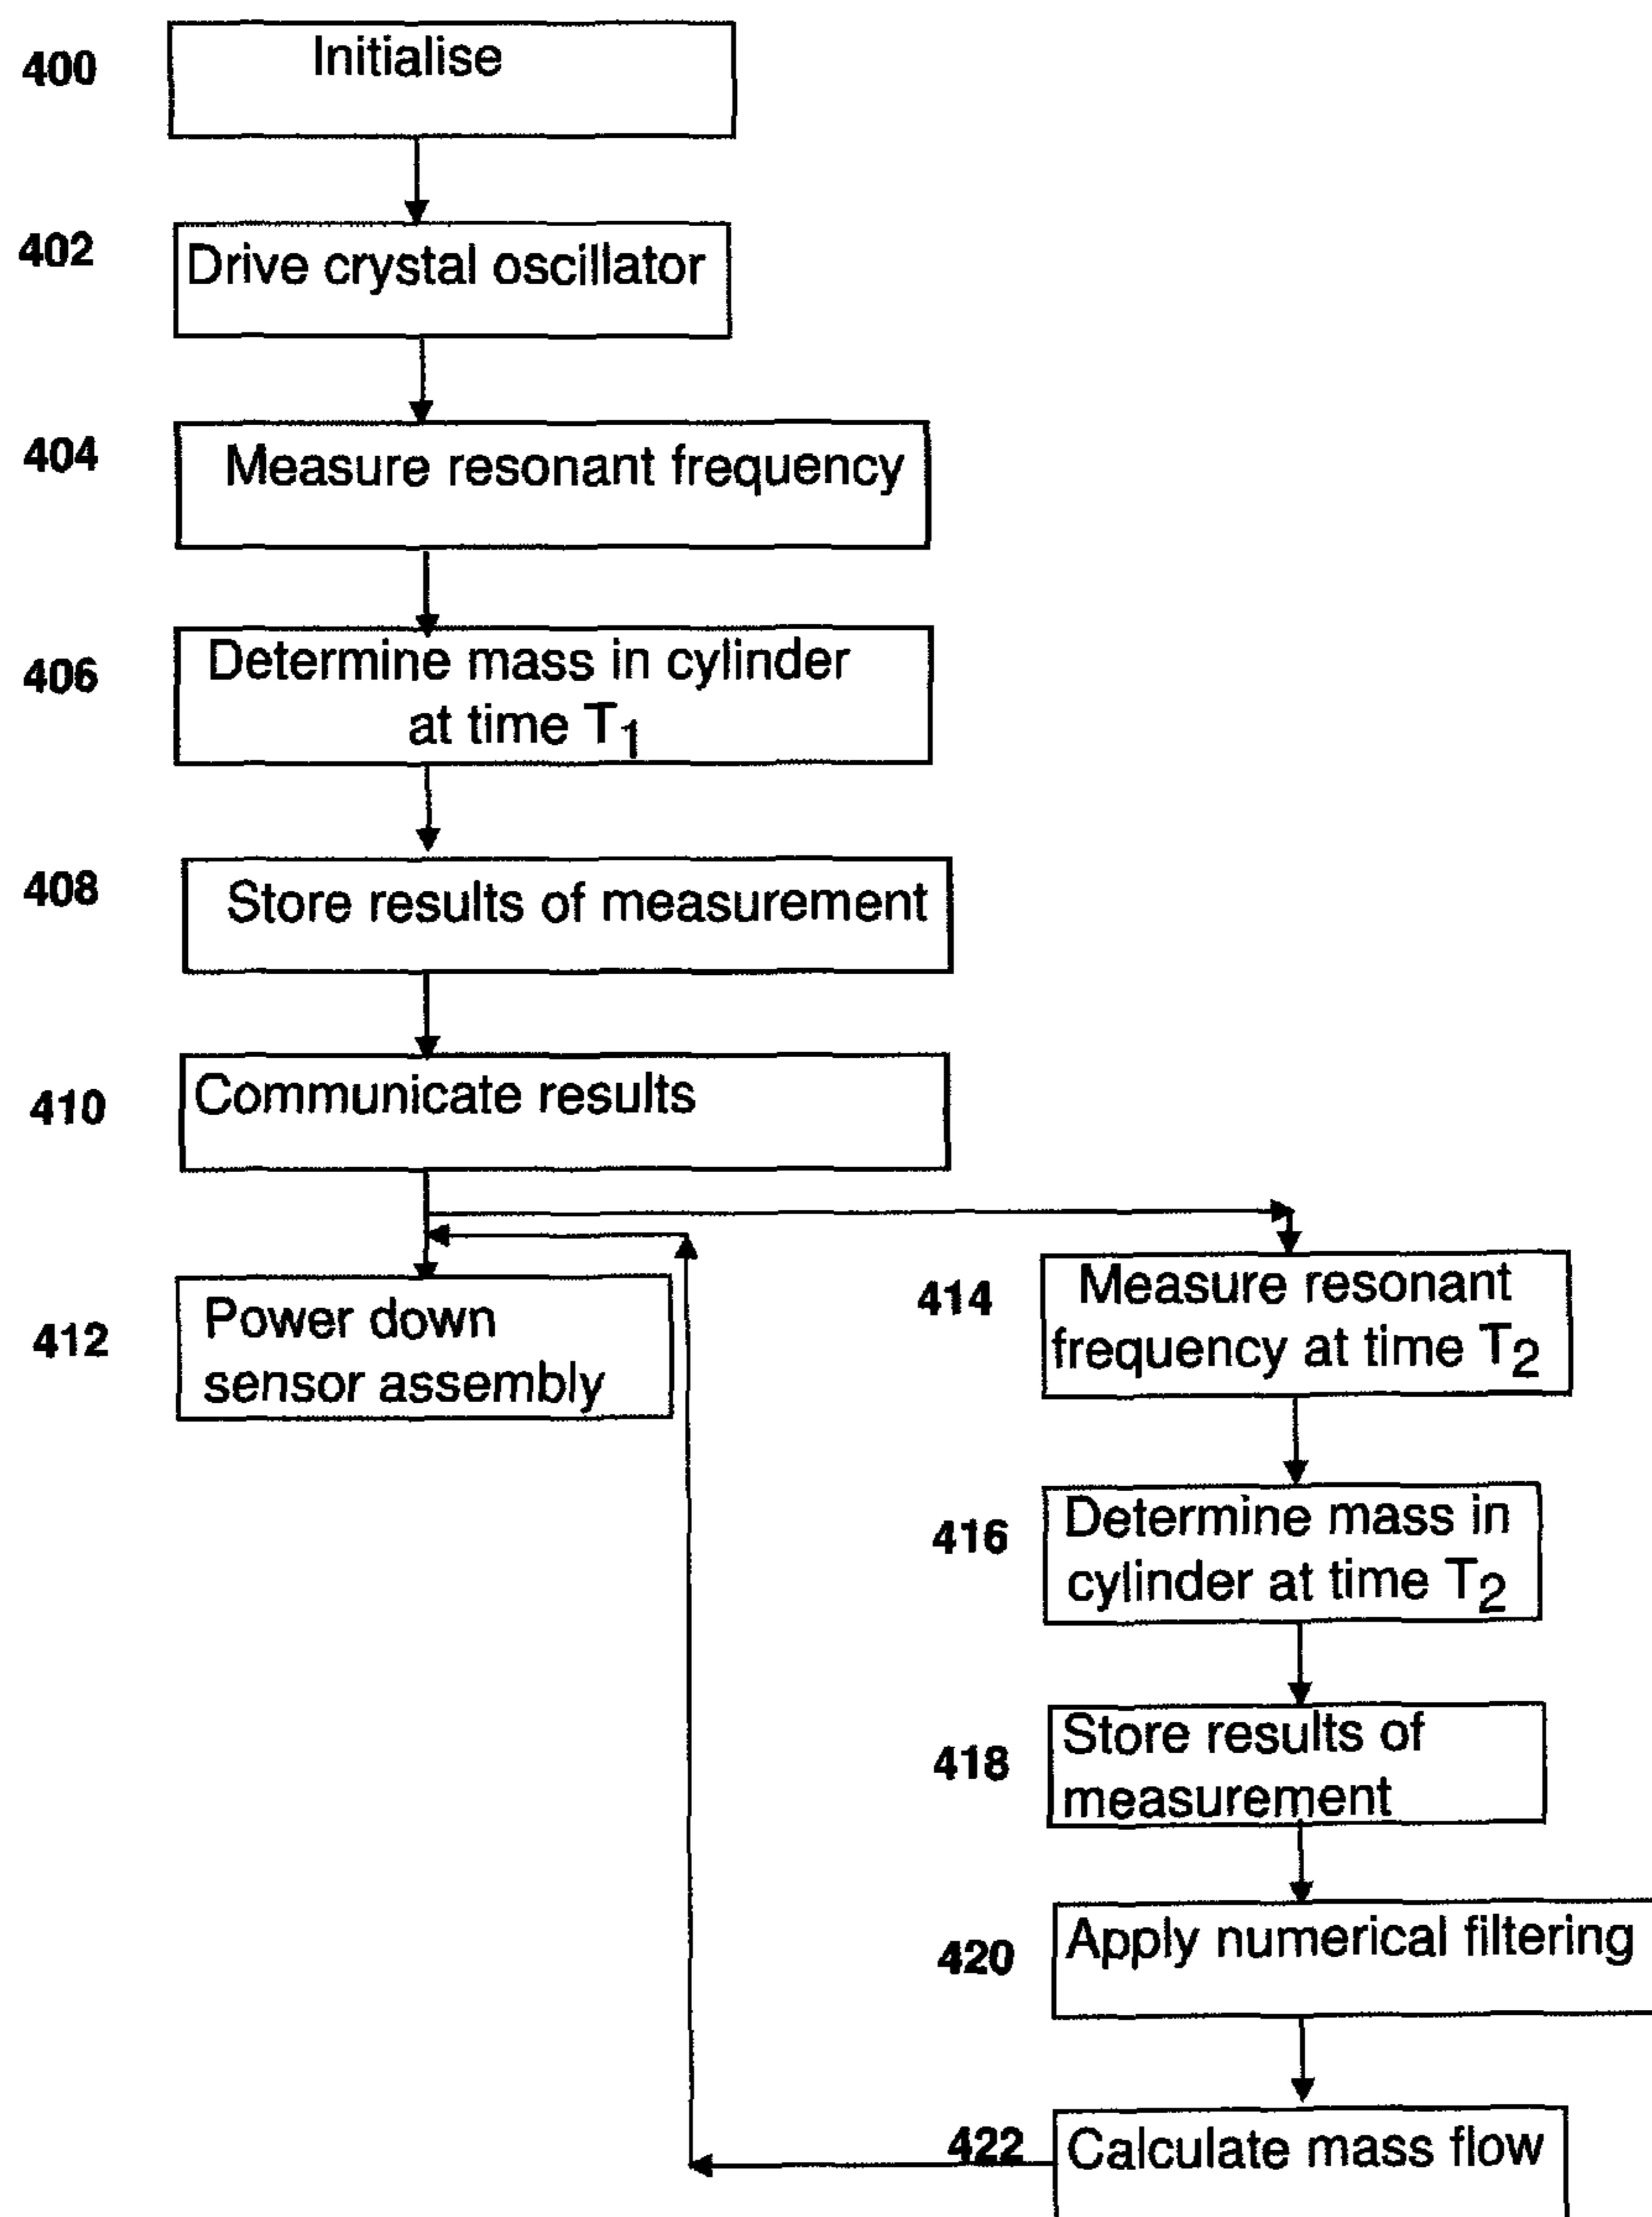 400
Initialise
402
Drive crystal oscillator
404
Measure resonant frequency
406
Determine mass in cylinder
at time T₁
408
Store results of measurement
410
Communicate results
412
Power down
sensor assembly
414
Measure resonant
frequency at time T₂
416
Determine mass in
cylinder at time T₂
418
Store results of
measurement
420
Apply numerical filtering
422
Calculate mass flow